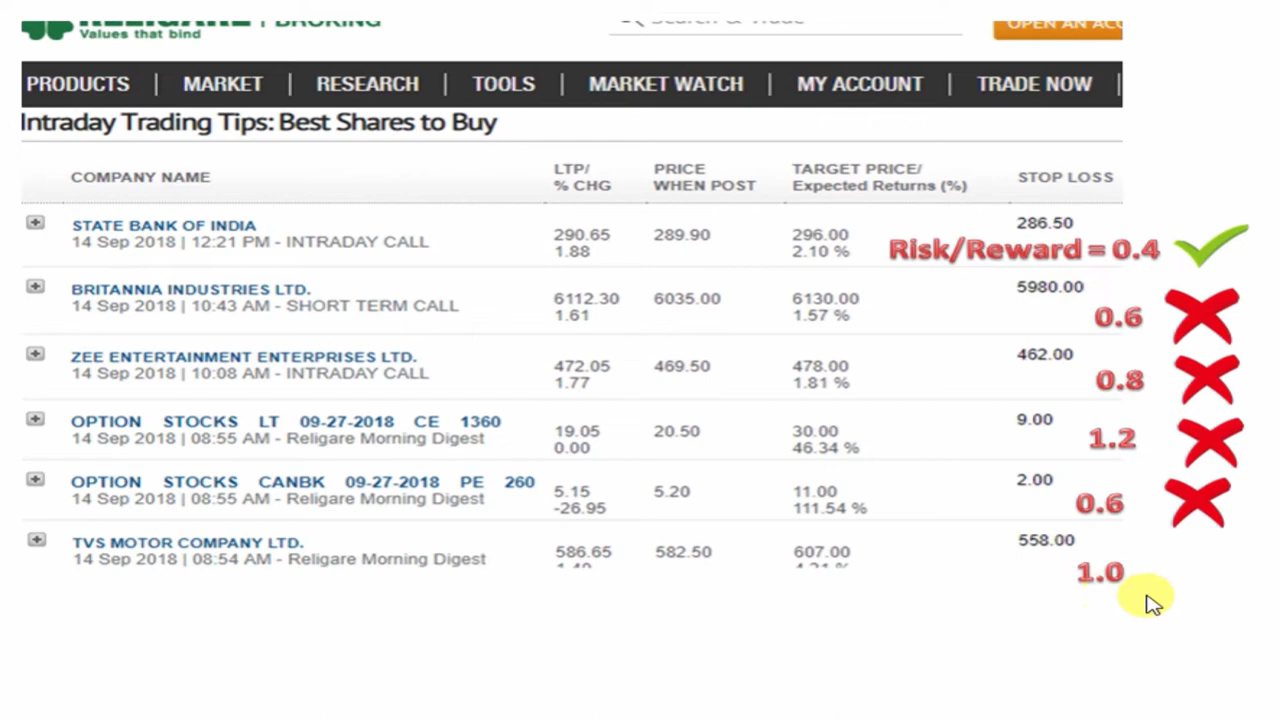 RELIGARE | BROKING
Values that bind
Search & Trade
OPEN AN ACC
PRODUCTS | MARKET | RESEARCH | TOOLS | MARKET WATCH | MY ACCOUNT | TRADE NOW |
Intraday Trading Tips: Best Shares to Buy
COMPANY NAME LTP/ % CHG PRICE WHEN POST TARGET PRICE/ Expected Returns (%) STOP LOSS
STATE BANK OF INDIA 290.65 289.90 296.00 286.50
14 Sep 2018 | 12:21 PM - INTRADAY CALL 1.88 2.10 % Risk/Reward = 0.4
BRITANNIA INDUSTRIES LTD. 6112.30 6035.00 6130.00 5980.00
14 Sep 2018 | 10:43 AM - SHORT TERM CALL 1.61 1.57 % 0.6
ZEE ENTERTAINMENT ENTERPRISES LTD. 472.05 469.50 478.00 462.00
14 Sep 2018 | 10:08 AM - INTRADAY CALL 1.77 1.81 % 0.8
OPTION STOCKS LT 09-27-2018 CE 1360 19.05 20.50 30.00 9.00
14 Sep 2018 | 08:55 AM - Religare Morning Digest 0.00 46.34 % 1.2
OPTION STOCKS CANBK 09-27-2018 PE 260 5.15 5.20 11.00 2.00
14 Sep 2018 | 08:55 AM - Religare Morning Digest -26.95 111.54 % 0.6
TVS MOTOR COMPANY LTD. 586.65 582.50 607.00 558.00
14 Sep 2018 | 08:54 AM - Religare Morning Digest 1.0